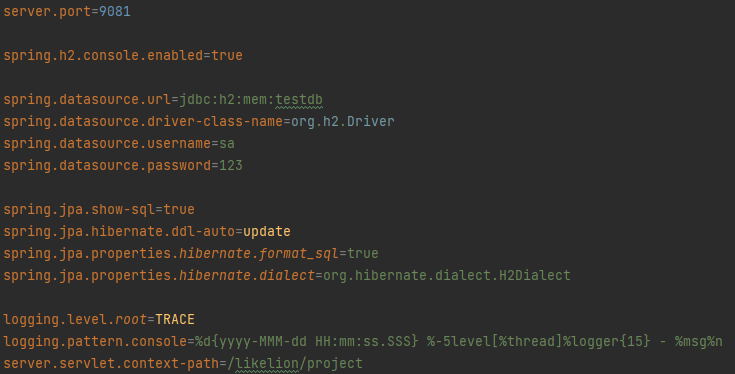 server.port=9081
spring.h2.console.enabled=true
spring.datasource.url=jdbc:h2:mem:testdb
spring.datasource.driver-class-name=org.h2.Driver
spring.datasource.username=sa
spring.datasource.password=123
spring.jpa.show-sql=true
spring.jpa.hibernate.ddl-auto=update
spring.jpa.properties.hibernate.format_sql=true
spring.jpa.properties.hibernate.dialect=org.hibernate.dialect.H2Dialect
logging.level.root=TRACE
logging.pattern.console=%d{yyyy-MMM-dd HH:mm:ss.SSS} %-5level[%thread]%logger{15} - %msg%n
server.servlet.context-path=/likelion/project